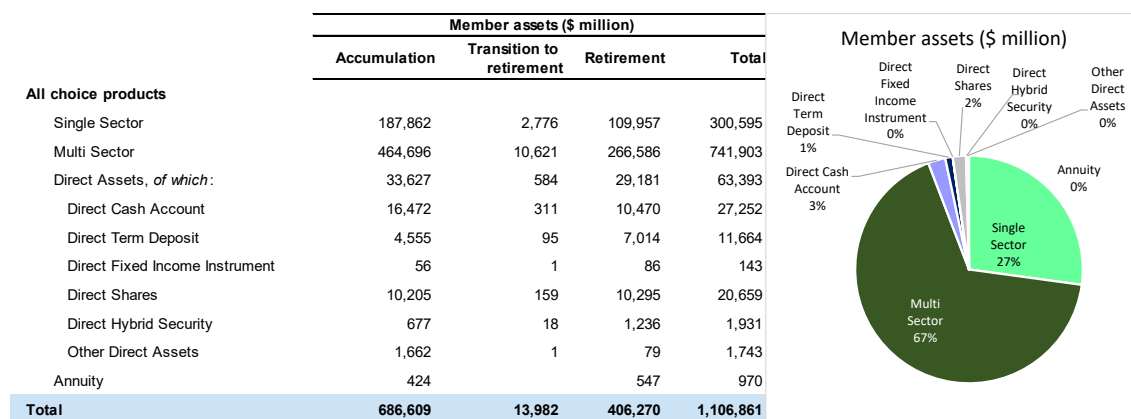 Member assets ($ million)
Accumulation Transition to retirement Retirement Total
All choice products
Single Sector 187,862 2,776 109,957 300,595
Multi Sector 464,696 10,621 266,586 741,903
Direct Assets, of which: 33,627 584 29,181 63,393
Direct Cash Account 16,472 311 10,470 27,252
Direct Term Deposit 4,555 95 7,014 11,664
Direct Fixed Income Instrument 56 1 86 143
Direct Shares 10,205 159 10,295 20,659
Direct Hybrid Security 677 18 1,236 1,931
Other Direct Assets 1,662 1 79 1,743
Annuity 424 547 970
Total 686,609 13,982 406,270 1,106,861
Member assets ($ million)
Direct
Term
Deposit
1%
Direct
Fixed
Income
Instrument
0%
Direct
Shares
2%
Direct
Hybrid
Security
0%
Other
Direct
Assets
0%
Direct Cash
Account
3%
Annuity
0%
Single
Sector
27%
Multi
Sector
67%